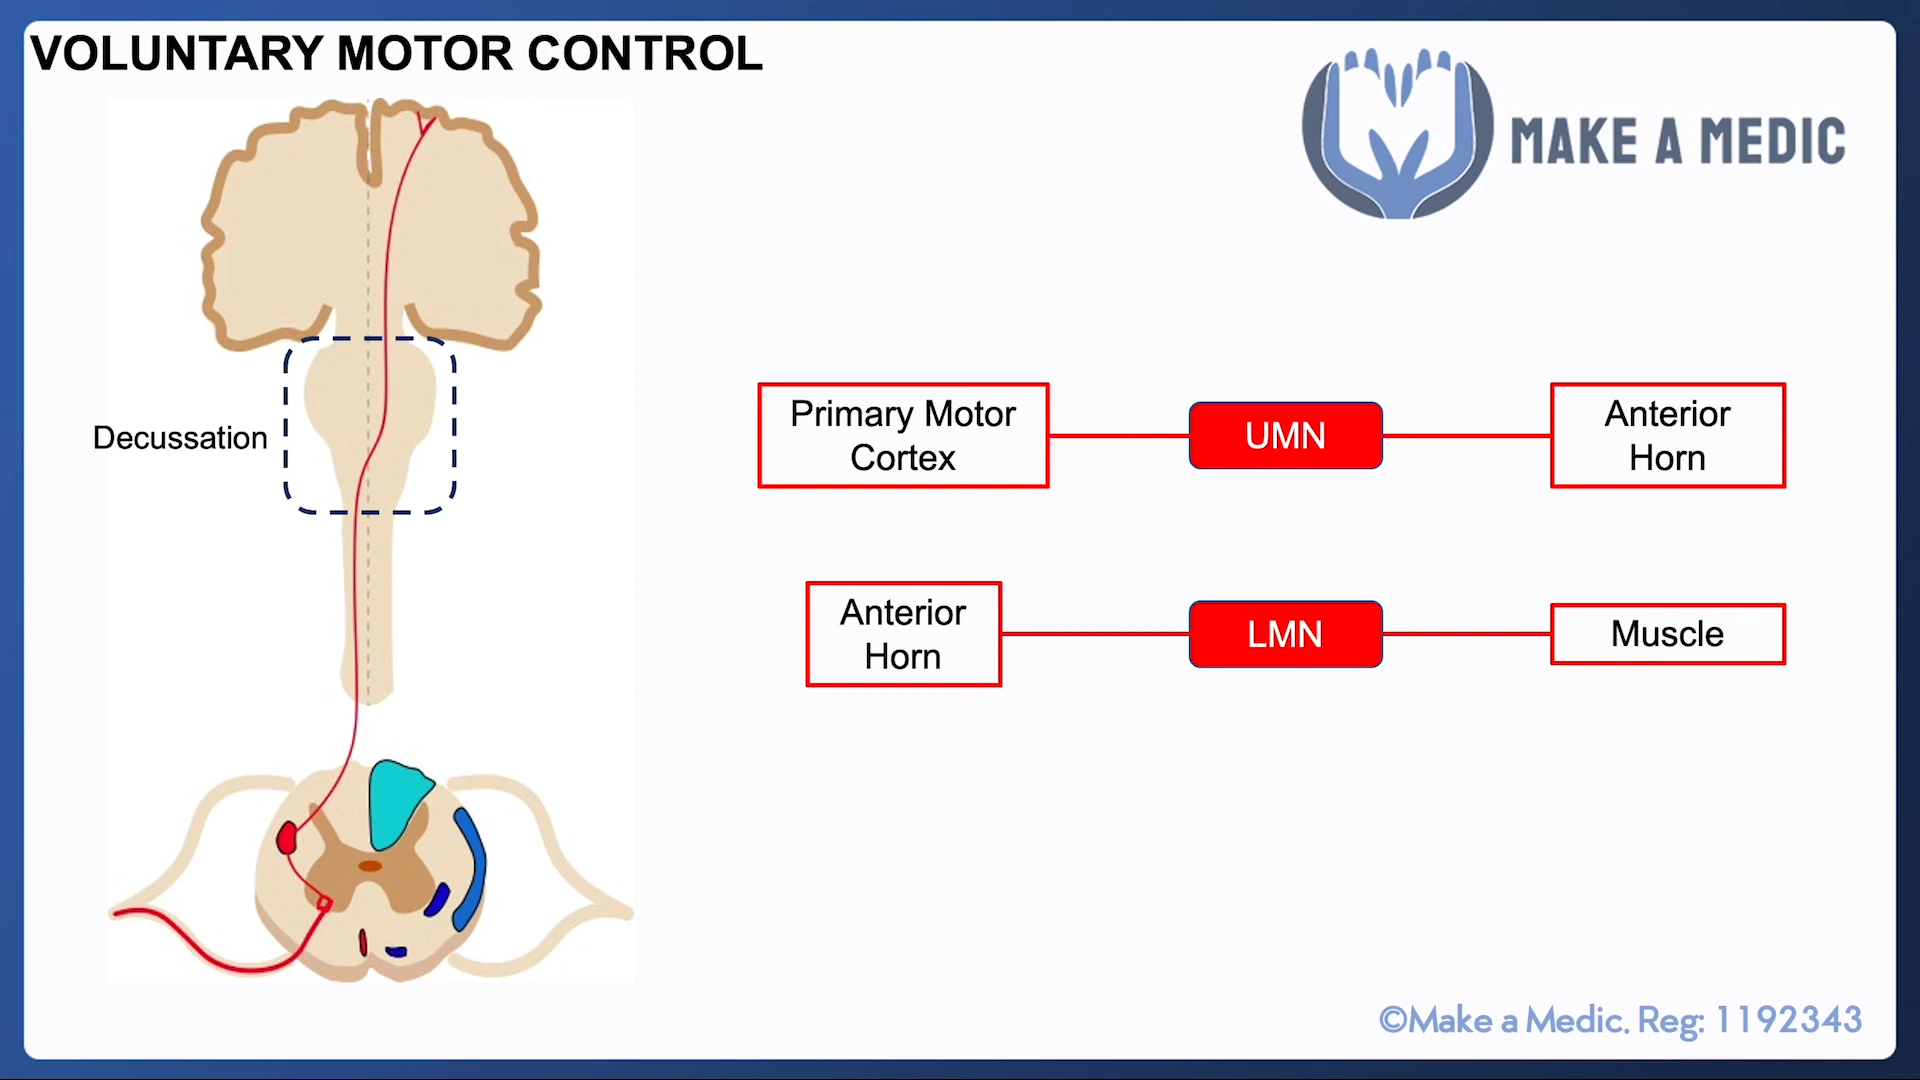 VOLUNTARY MOTOR CONTROL
MAKE A MEDIC
Decussation
Primary Motor
Cortex
UMN
Anterior
Horn
Anterior
Horn
LMN
Muscle
©Make a Medic. Reg: 1192343